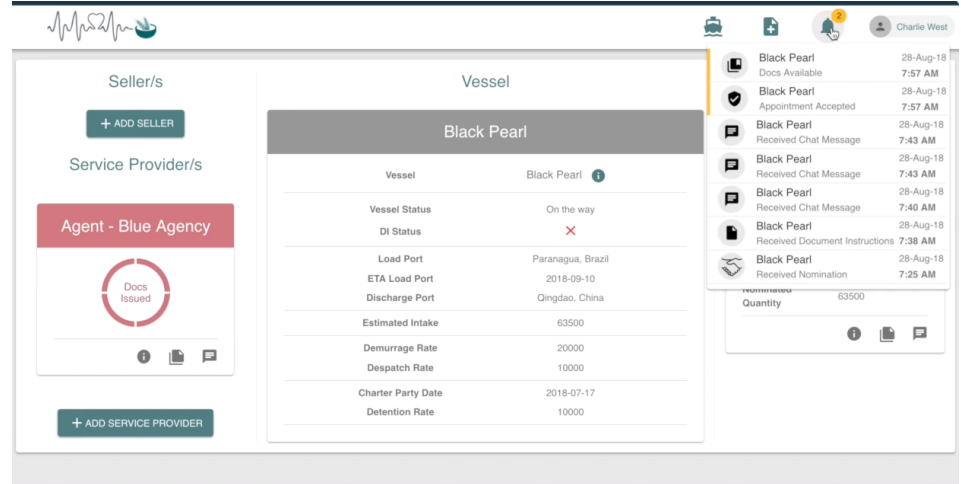 2
Charlie West
Seller/s
+ ADD SELLER
Service Provider/s
Agent - Blue Agency
Docs
Issued
+ ADD SERVICE PROVIDER
Vessel
Black Pearl
Vessel Black Pearl
Vessel Status On the way
DI Status
Load Port Paranagua, Brazil
ETA Load Port 2018-09-10
Discharge Port Qingdao, China
Estimated Intake 63500
Demurrage Rate 20000
Despatch Rate 10000
Charter Party Date 2018-07-17
Detention Rate 10000
Black Pearl 28-Aug-18
Docs Available 7:57 AM
Black Pearl 28-Aug-18
Appointment Accepted 7:57 AM
Black Pearl 28-Aug-18
Received Chat Message 7:43 AM
Black Pearl 28-Aug-18
Received Chat Message 7:43 AM
Black Pearl 28-Aug-18
Received Chat Message 7:40 AM
Black Pearl 28-Aug-18
Received Document Instructions 7:38 AM
Black Pearl 28-Aug-18
Received Nomination 7:25 AM
Nominated
Quantity 63500